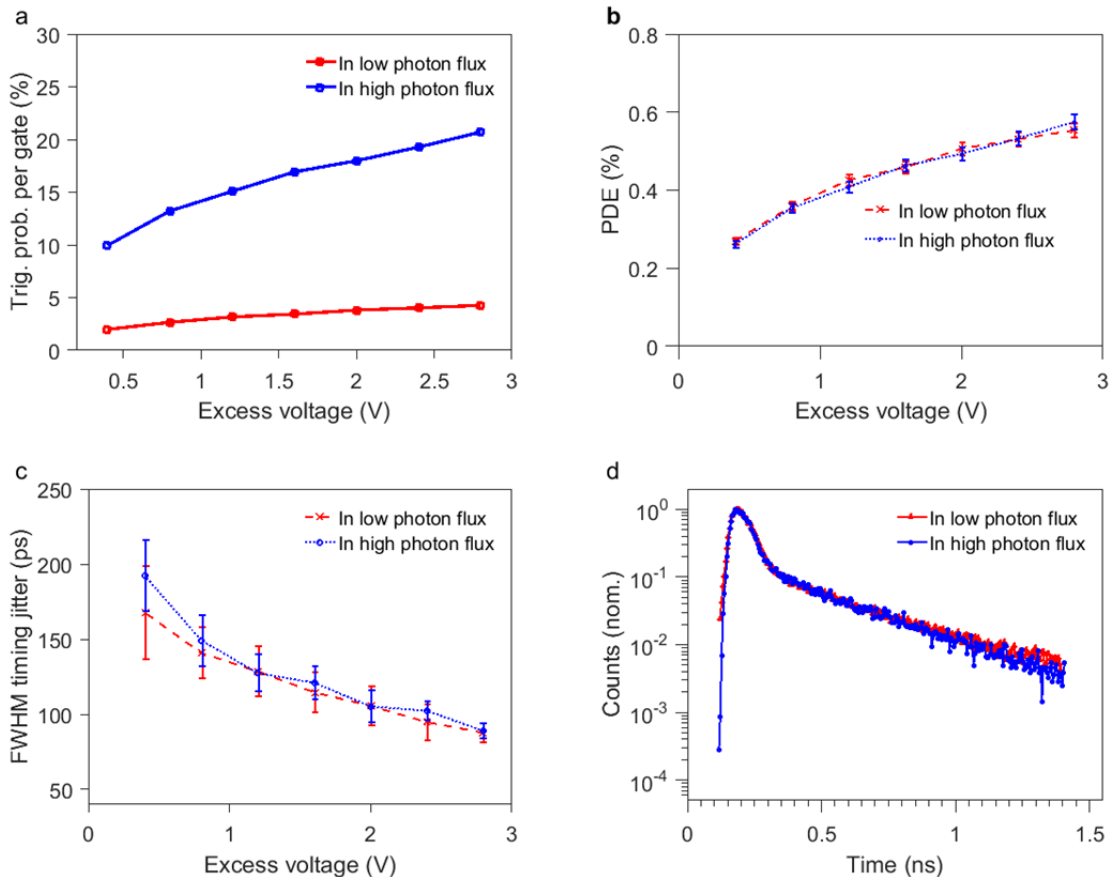 a
30
25
20
15
10
5
0
Trig. prob. per gate (%)
In low photon flux
In high photon flux
0.5 1 1.5 2 2.5 3
Excess voltage (V)
b
0.8
0.6
0.4
0.2
0
PDE (%)
In low photon flux
In high photon flux
0 1 2 3
Excess voltage (V)
c
250
200
150
100
50
FWHM timing jitter (ps)
In low photon flux
In high photon flux
0 1 2 3
Excess voltage (V)
d
10⁰
10⁻¹
10⁻²
10⁻³
10⁻⁴
Counts (nom.)
In low photon flux
In high photon flux
0 0.5 1 1.5
Time (ns)